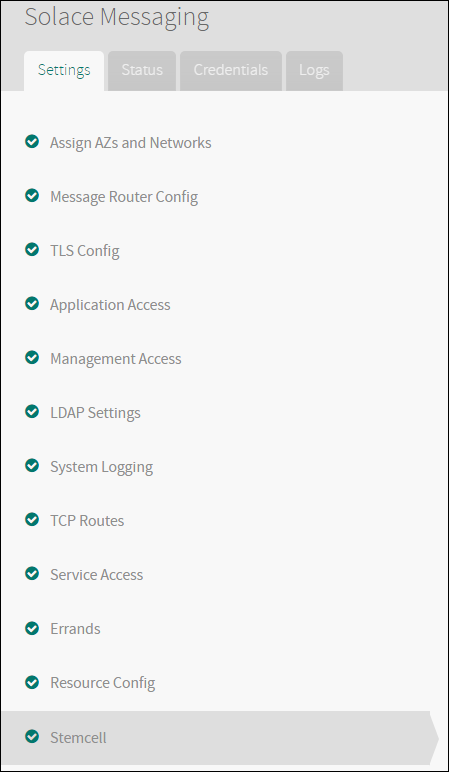 Solace Messaging
Settings Status Credentials Logs
Assign AZs and Networks
Message Router Config
TLS Config
Application Access
Management Access
LDAP Settings
System Logging
TCP Routes
Service Access
Errands
Resource Config
Stemcell